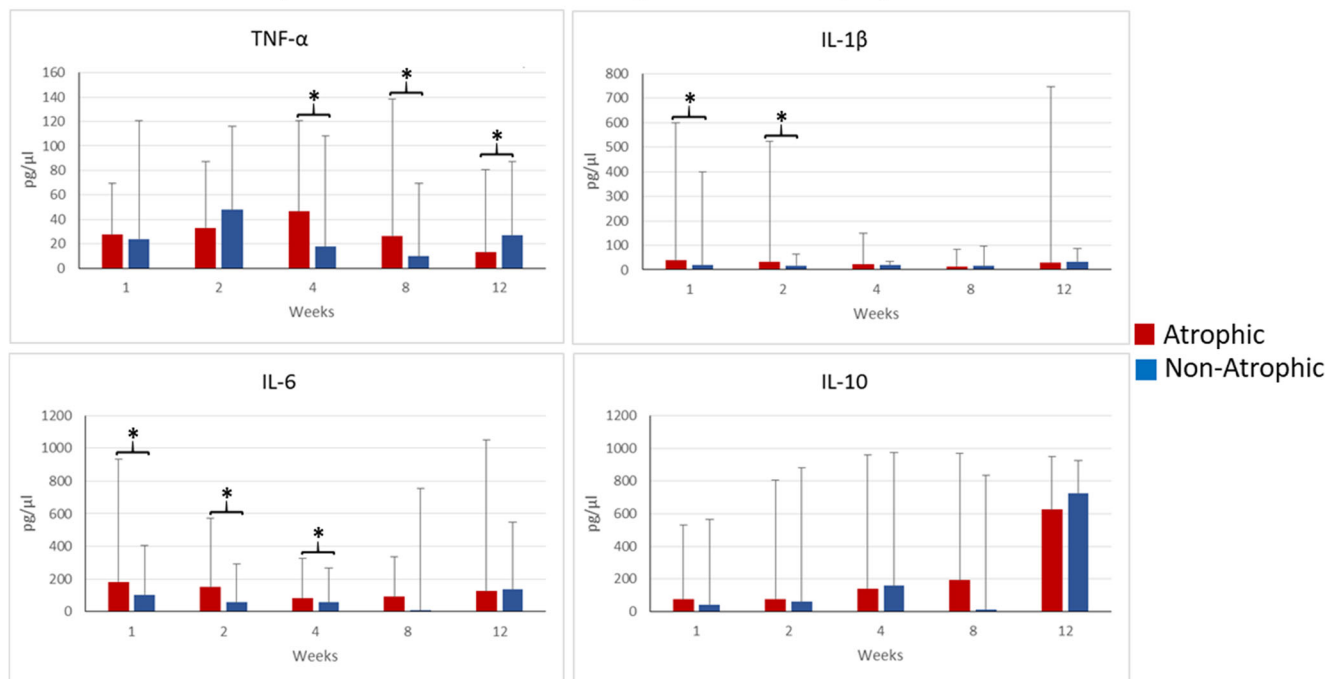 TNF-α
160
140
120
100
80
60
40
20
0
pg/µl
*
*
*
1 2 4 8 12
Weeks
IL-1β
800
700
600
500
400
300
200
100
0
pg/µl
*
*
1 2 4 8 12
Weeks
Atrophic
Non-Atrophic
IL-6
1200
1000
800
600
400
200
0
pg/µl
*
*
*
1 2 4 8 12
Weeks
IL-10
1200
1000
800
600
400
200
0
pg/µl
1 2 4 8 12
Weeks